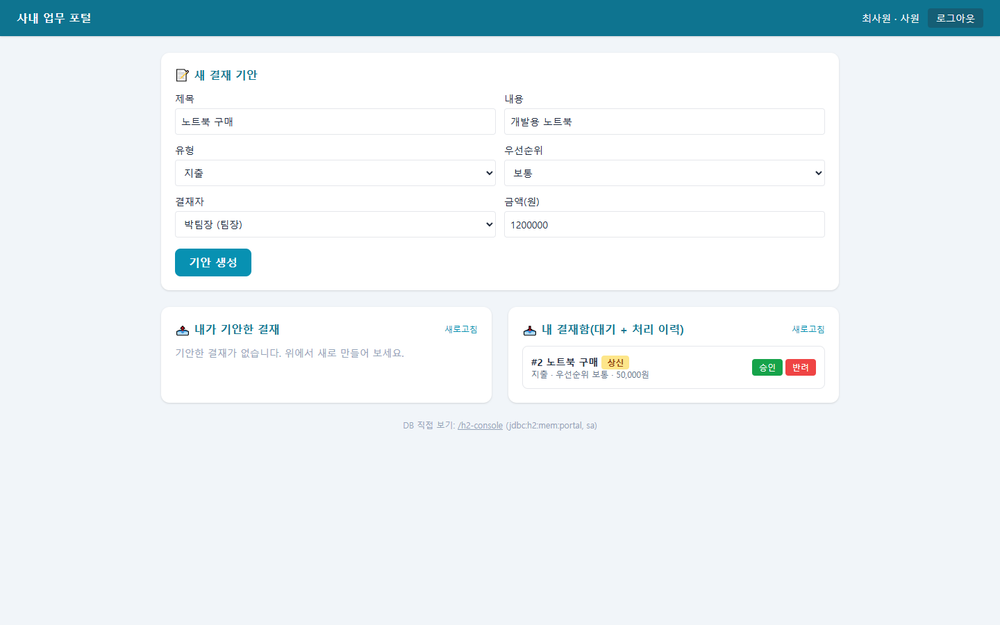 사내 업무 포털
최사원 · 사원
로그아웃
새 결재 기안
제목
내용
노트북 구매
개발용 노트북
유형
우선순위
지출
보통
결재자
금액(원)
박팀장 (팀장)
1200000
기안 생성
내가 기안한 결재
새로고침
기안한 결재가 없습니다. 위에서 새로 만들어 보세요.
내 결재함(대기 + 처리 이력)
새로고침
#2 노트북 구매 상신
지출 · 우선순위 보통 · 50,000원
승인
반려
DB 직접 보기: /h2-console (jdbc:h2:mem:portal, sa)